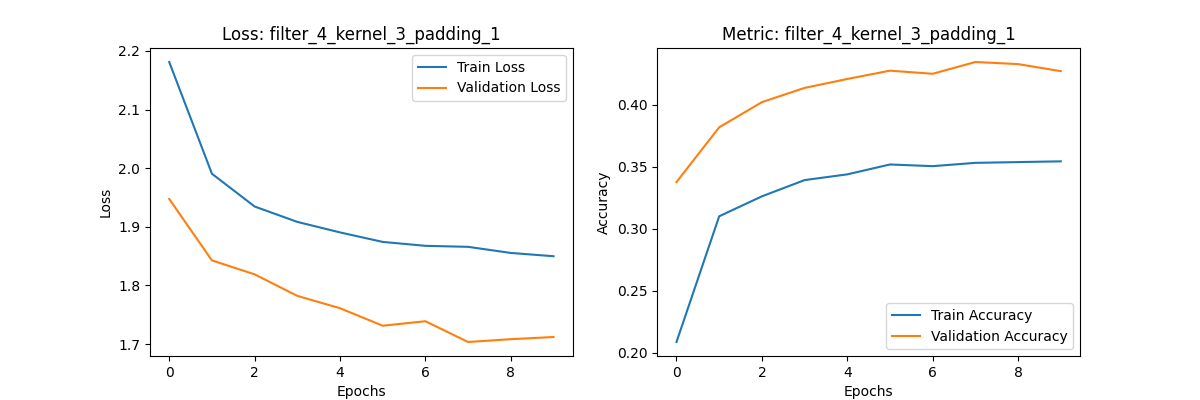 Loss: filter_4_kernel_3_padding_1
2.2
2.1
2.0
1.9
1.8
1.7
Loss
0
2
4
6
8
Epochs
Train Loss
Validation Loss
Metric: filter_4_kernel_3_padding_1
0.40
0.35
0.30
0.25
0.20
Accuracy
0
2
4
6
8
Epochs
Train Accuracy
Validation Accuracy